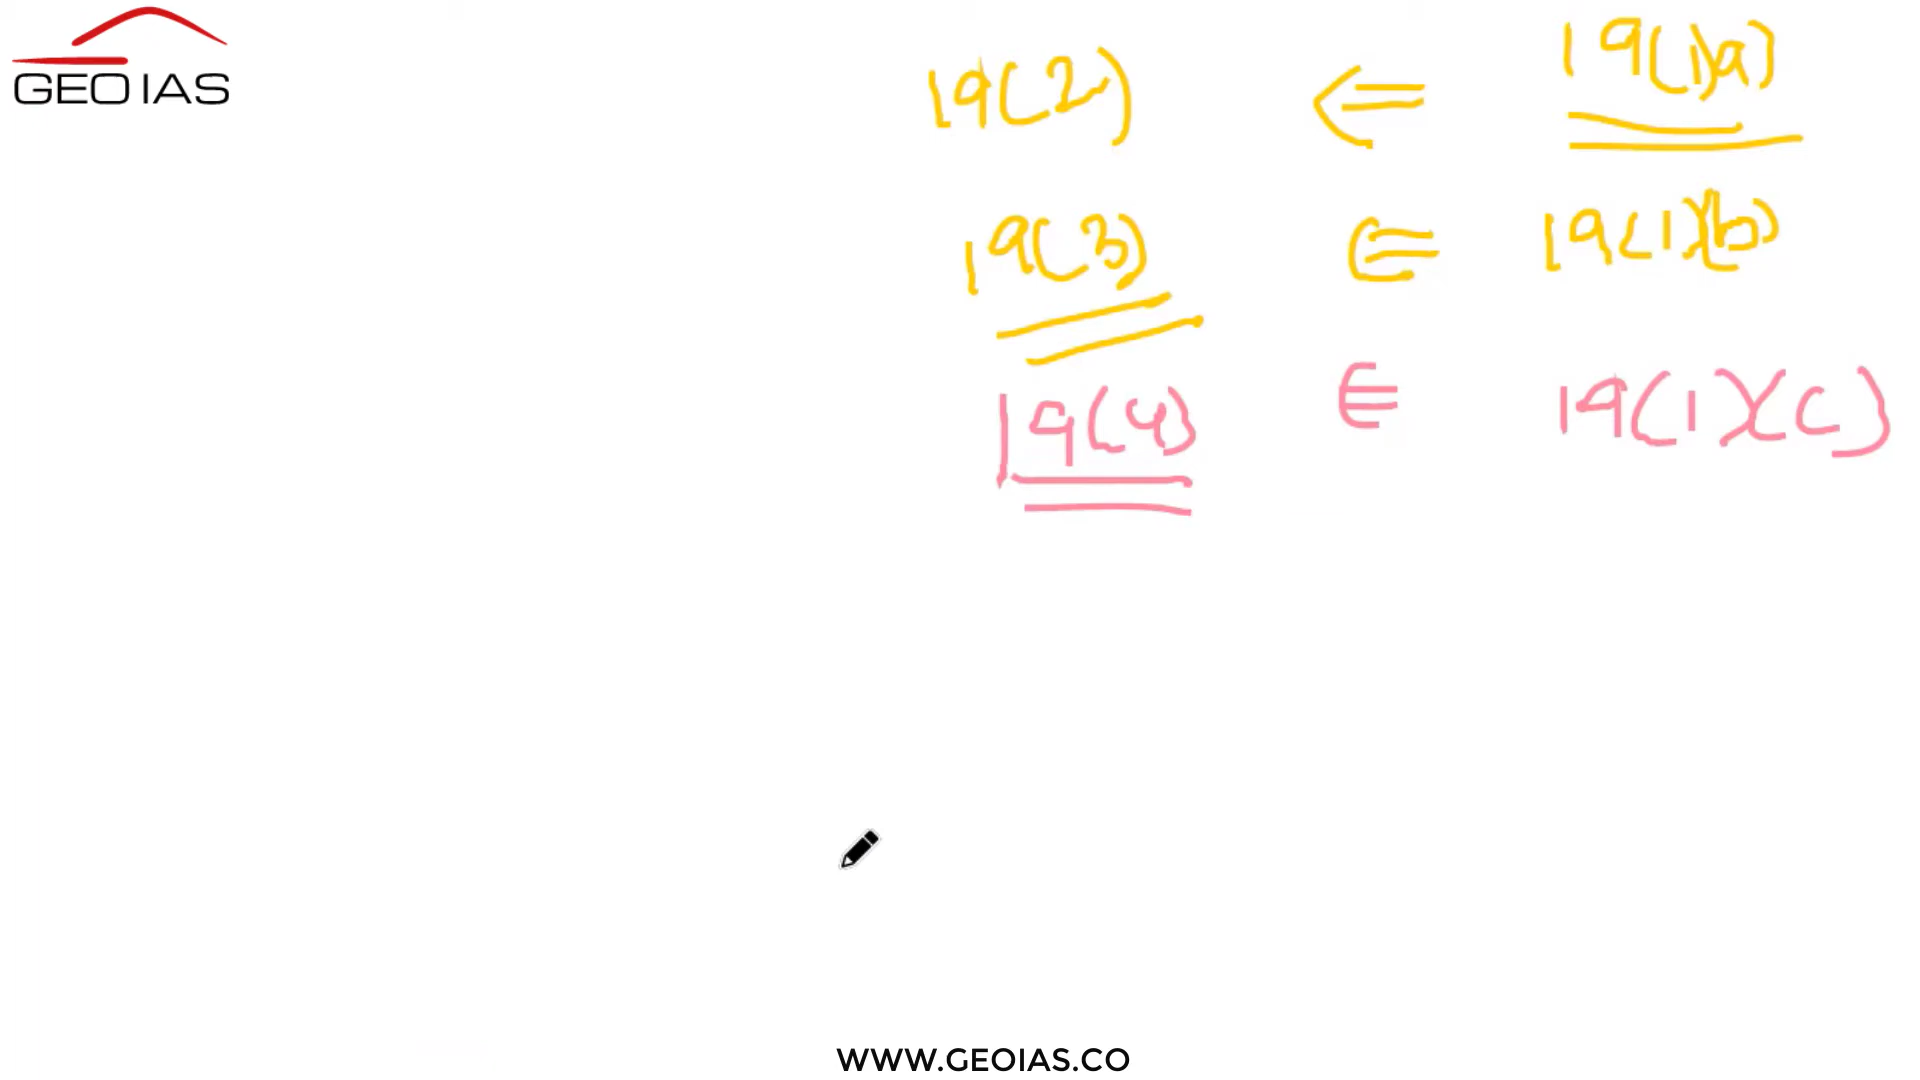 GEO IAS
19(2) ⇐ 19(1)a)
19(3) ⋸ 19(1)(b)
19(4) ⋸ 19(1)(c)
WWW.GEOIAS.CO